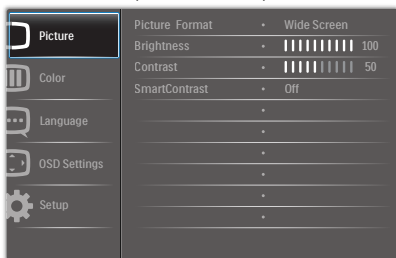 Picture
Color
Language
OSD Settings
Setup
Picture Format • Wide Screen
Brightness • 100
Contrast • 50
SmartContrast • Off
•
•
•
•
•
•